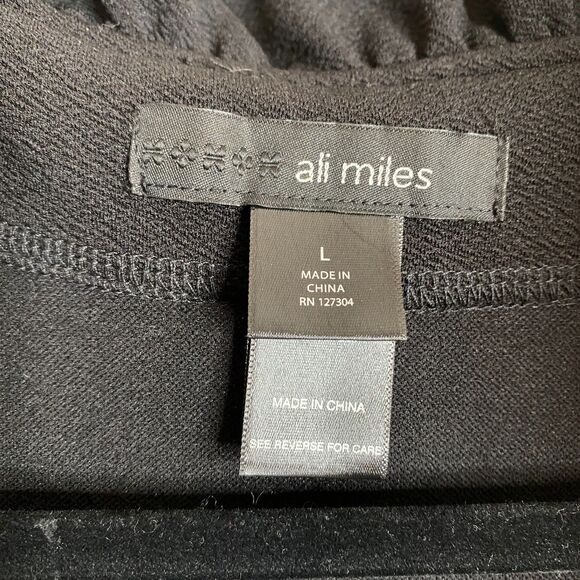 ali miles
L
MADE IN
CHINA
RN 127304
MADE IN CHINA
SEE REVERSE FOR CARE